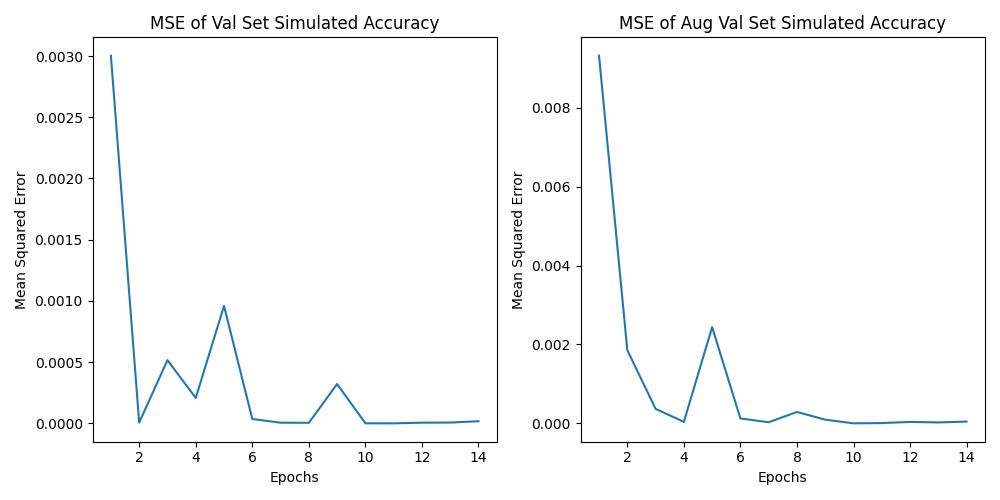 MSE of Val Set Simulated Accuracy
Mean Squared Error
0.0030
0.0025
0.0020
0.0015
0.0010
0.0005
0.0000
2 4 6 8 10 12 14
Epochs
MSE of Aug Val Set Simulated Accuracy
Mean Squared Error
0.008
0.006
0.004
0.002
0.000
2 4 6 8 10 12 14
Epochs